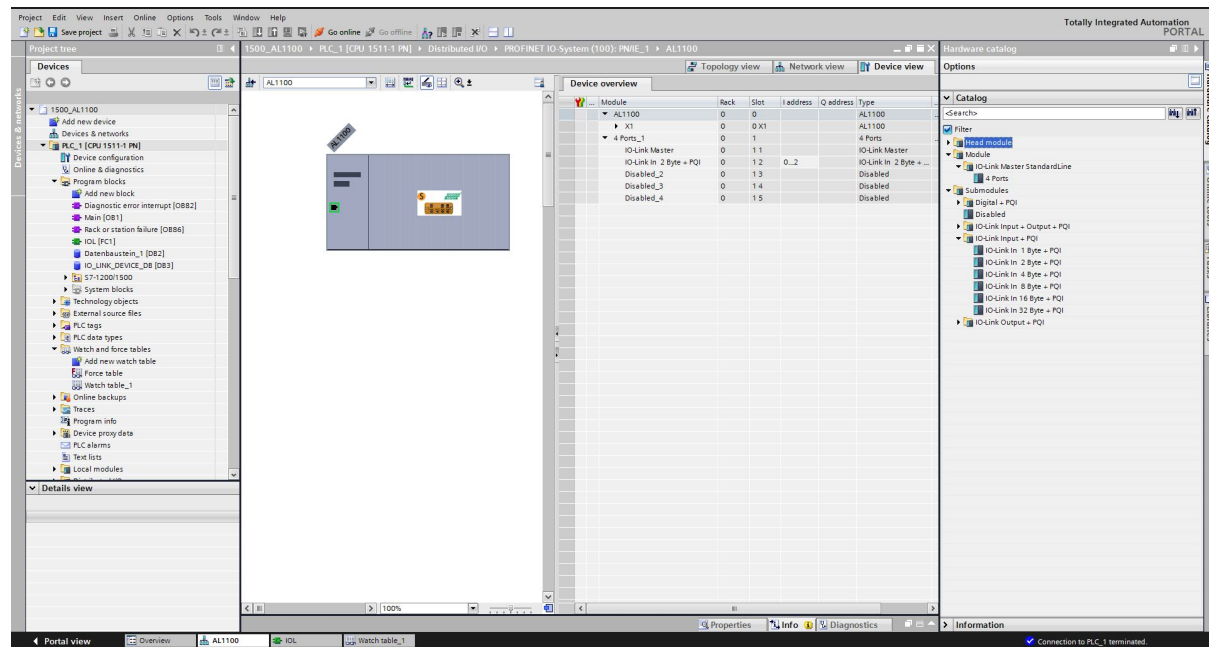 Project Edit View Insert Online Options Tools Window Help
Totally Integrated Automation
PORTAL
Save project Go online Go offline
Project tree
1500_AL1100 PLC_1 [CPU 1511-1 PN] Distributed I/O PROFINET IO-System (100): PN/IE_1 AL1100
Hardware catalog
Devices
Topology view Network view Device view
Options
AL1100
Device overview
Module Rack Slot I address Q address Type
Catalog
<Search>
Filter
1500_AL1100
Add new device
Devices & networks
PLC_1 [CPU 1511-1 PN]
Device configuration
Online & diagnostics
Program blocks
Add new block
Diagnostic error interrupt [OB82]
Main [OB1]
Rack or station failure [OB86]
IOL [FC1]
Datenbaustein_1 [DB2]
IO_LINK_DEVICE_DB [DB3]
S7-1200/1500
System blocks
Technology objects
External source files
PLC tags
PLC data types
Watch and force tables
Add new watch table
Force table
Watch table_1
Online backups
Traces
Program info
Device proxy data
PLC alarms
Text lists
Local modules
Details view
AL1100
100%
AL1100 0 0 AL1100
X1 0 0 X1 AL1100
4 Ports_1 0 1 4 Ports
IO-Link Master 0 1 1 IO-Link Master
IO-Link In 2 Byte + PQI 0 1 2 0...2 IO-Link In 2 Byte + ...
Disabled_2 0 1 3 Disabled
Disabled_3 0 1 4 Disabled
Disabled_4 0 1 5 Disabled
Head module
Module
IO-Link Master StandardLine
4 Ports
Submodules
Digital + PQI
Disabled
IO-Link Input + Output + PQI
IO-Link Input + PQI
IO-Link In 1 Byte + PQI
IO-Link In 2 Byte + PQI
IO-Link In 4 Byte + PQI
IO-Link In 8 Byte + PQI
IO-Link In 16 Byte + PQI
IO-Link In 32 Byte + PQI
IO-Link Output + PQI
Devices & networks
Properties Info Diagnostics
Information
Portal view Overview AL1100 IOL Watch table_1
Connection to PLC_1 terminated.